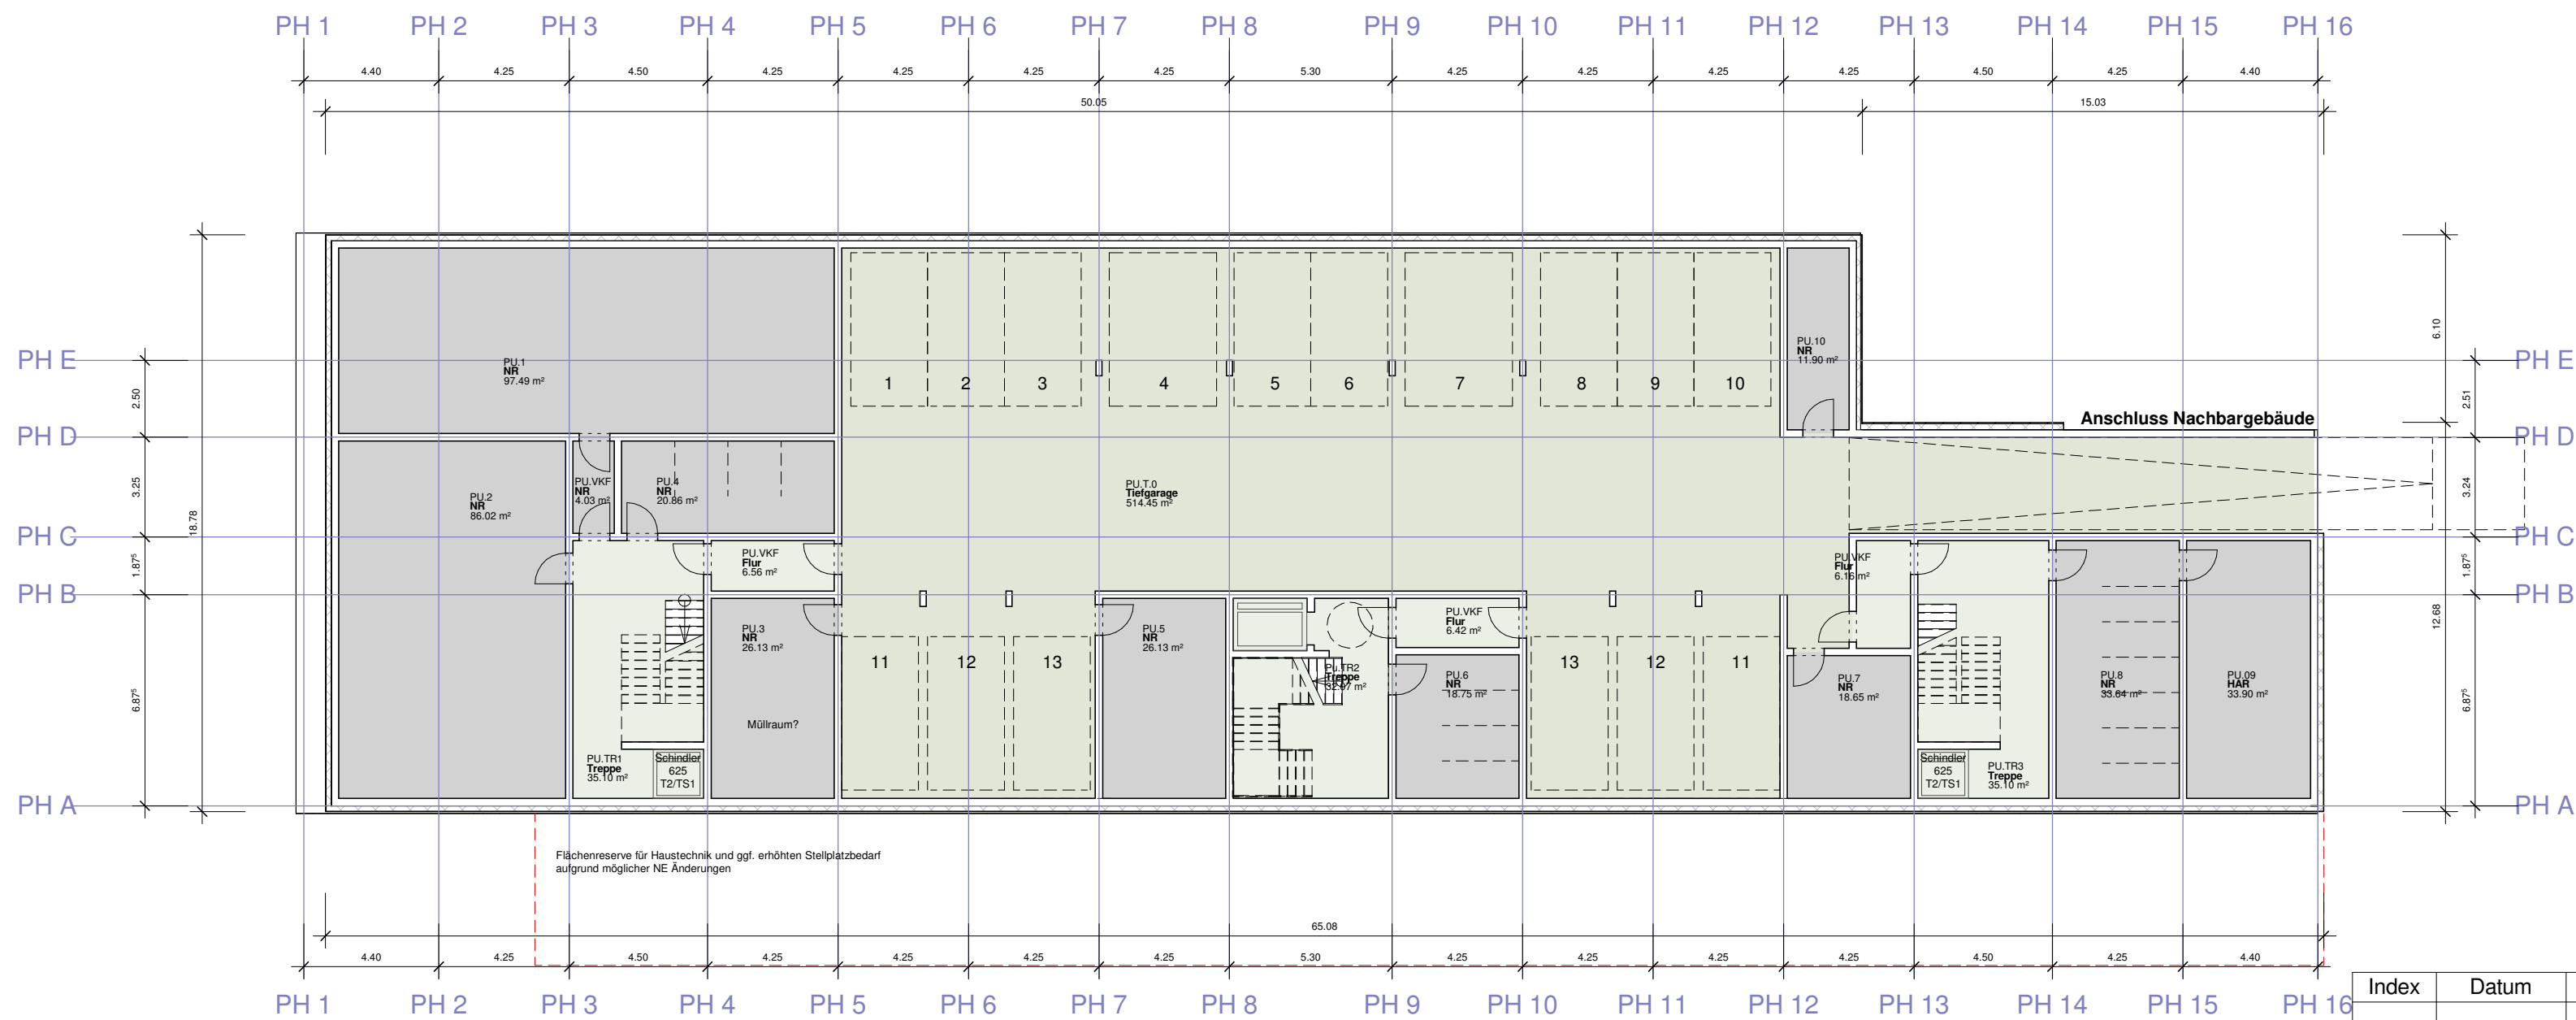 PH 1 PH 2 PH 3 PH 4 PH 5 PH 6 PH 7 PH 8 PH 9 PH 10 PH 11 PH 12 PH 13 PH 14 PH 15 PH 16
4.40 4.25 4.50 4.25 4.25 4.25 4.25 5.30 4.25 4.25 4.25 4.25 4.50 4.25 4.40
50.05 15.03
PH E
PH D
PH C
PH B
PH A
2.50
3.25
1.87⁵
6.87⁵
18.78
PU.1
NR
97.49 m²
PU.2
NR
86.02 m²
PU.VKF
NR
4.03 m²
PU.4
NR
20.86 m²
PU.VKF
Flur
6.56 m²
PU.3
NR
26.13 m²
Müllraum?
PU.TR1
Treppe
35.10 m²
Schindler
625
T2/TS1
1 2 3 4 5 6 7 8 9 10
PU.T.0
Tiefgarage
514.45 m²
11 12 13
PU.5
NR
26.13 m²
Pu.TR2
Treppe
PU.VKF
Flur
6.42 m²
PU.6
NR
18.75 m²
13 12 11
PU.10
NR
11.90 m²
Anschluss Nachbargebäude
PU.VKF
Flur
6.16 m²
PU.7
NR
18.65 m²
Schindler
625
T2/TS1
PU.TR3
Treppe
35.10 m²
PU.8
NR
33.64 m²
PU.09
HAR
33.90 m²
6.10
12.68
2.51
3.24
1.87⁵
6.87⁵
PH E
PH D
PH C
PH B
PH A
Flächenreserve für Haustechnik und ggf. erhöhten Stellplatzbedarf
aufgrund möglicher NE Änderungen
65.08
4.40 4.25 4.50 4.25 4.25 4.25 4.25 5.30 4.25 4.25 4.25 4.25 4.50 4.25 4.40
PH 1 PH 2 PH 3 PH 4 PH 5 PH 6 PH 7 PH 8 PH 9 PH 10 PH 11 PH 12 PH 13 PH 14 PH 15 PH 16
Index Datum